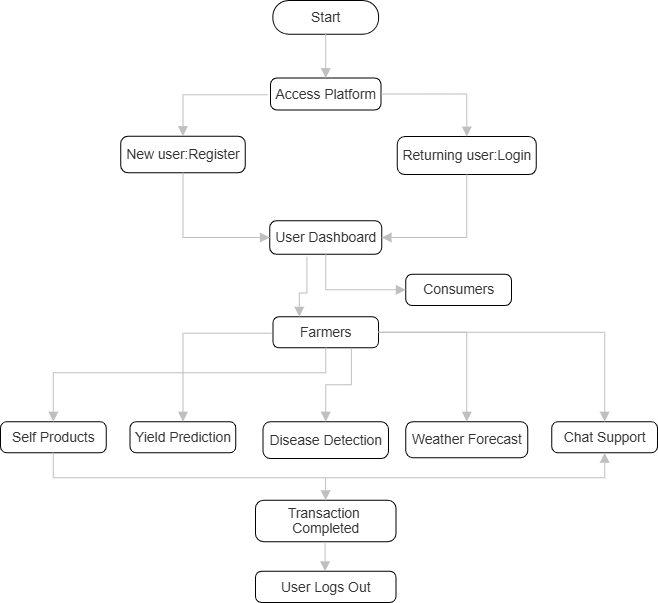 Start
Access Platform
New user:Register
Returning user:Login
User Dashboard
Consumers
Farmers
Self Products
Yield Prediction
Disease Detection
Weather Forecast
Chat Support
Transaction
Completed
User Logs Out